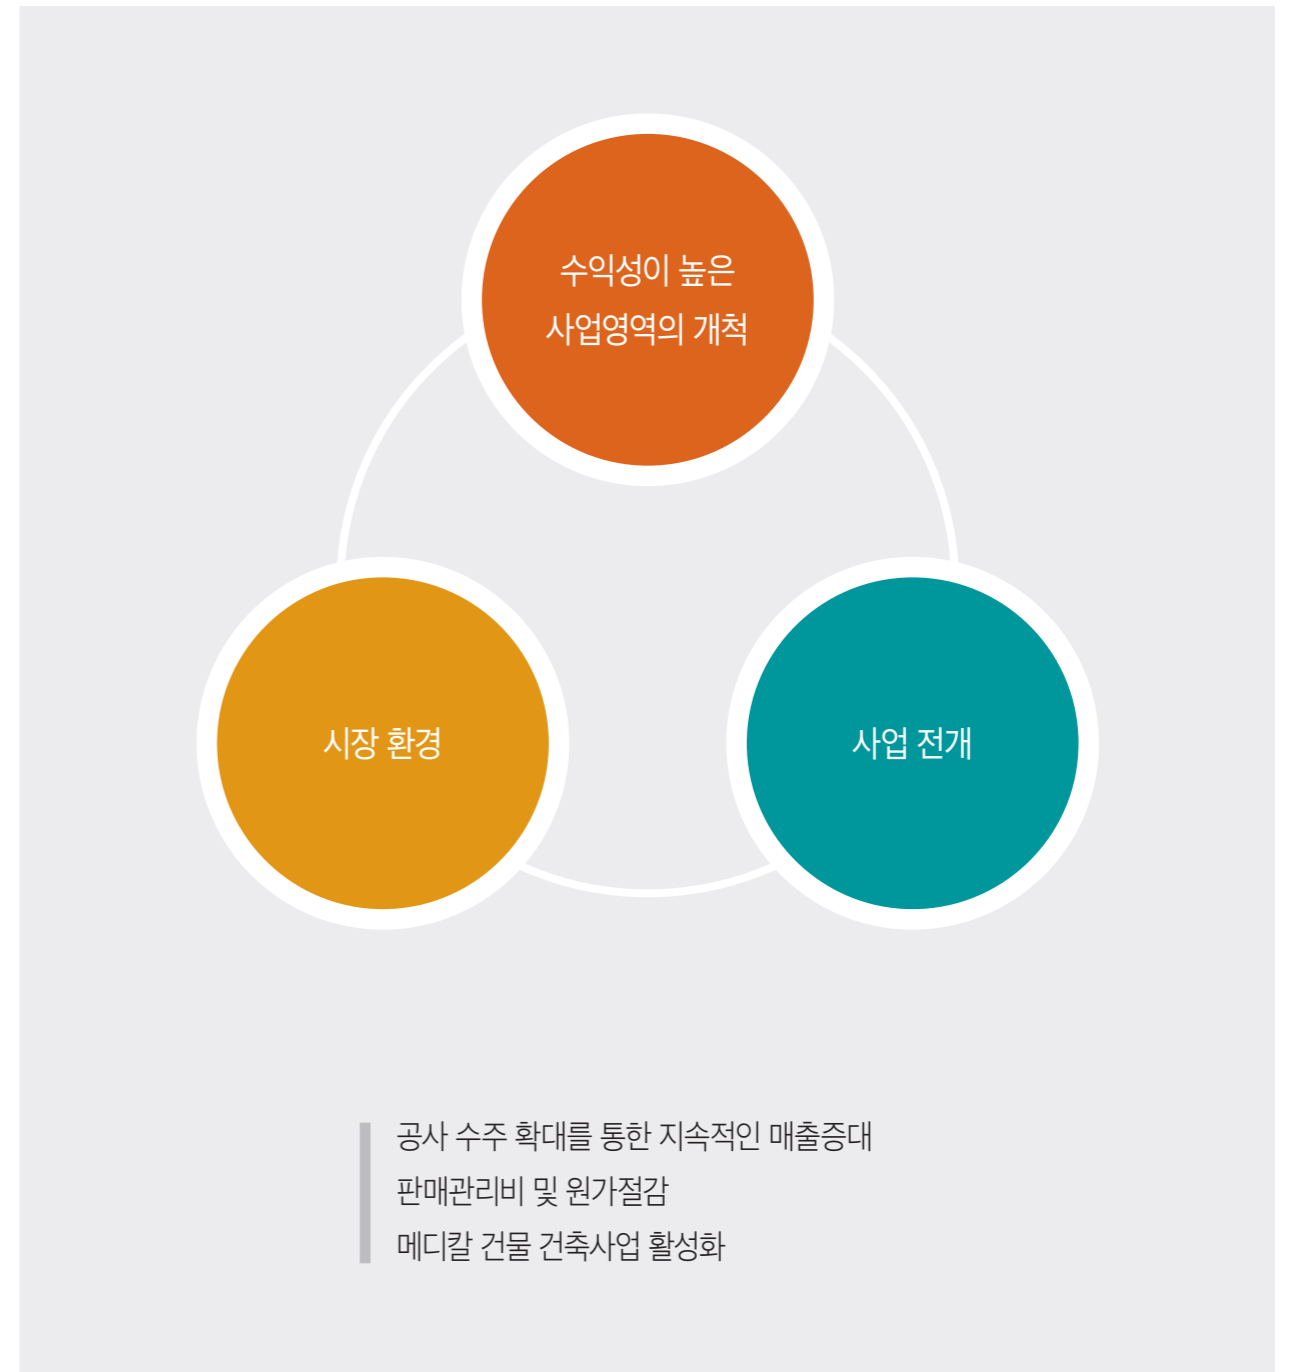 수익성이 높은
사업영역의 개척
시장 환경
사업 전개
공사 수주 확대를 통한 지속적인 매출증대
판매관리비 및 원가절감
메디칼 건물 건축사업 활성화